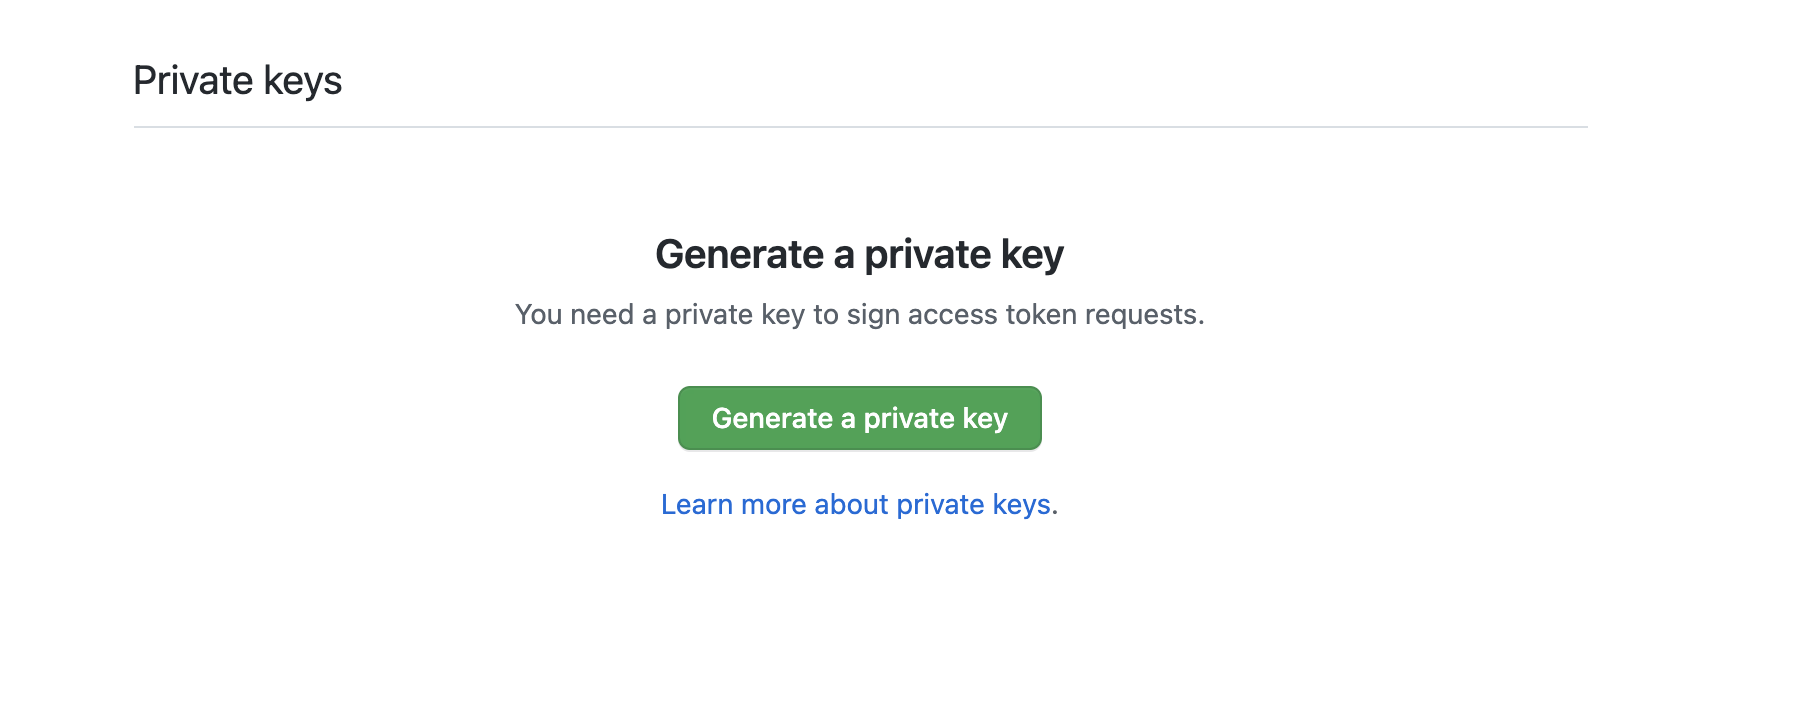 Private keys
Generate a private key
You need a private key to sign access token requests.
Generate a private key
Learn more about private keys.